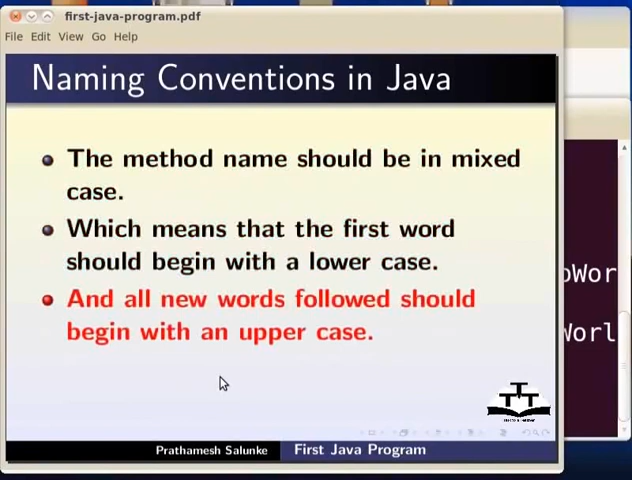 first-java-program.pdf
File Edit View Go Help
Naming Conventions in Java
The method name should be in mixed
case.
Which means that the first word
should begin with a lower case.
oWor
And all new words followed should
begin with an upper case.
Worl
Prathamesh Salunke First Java Program